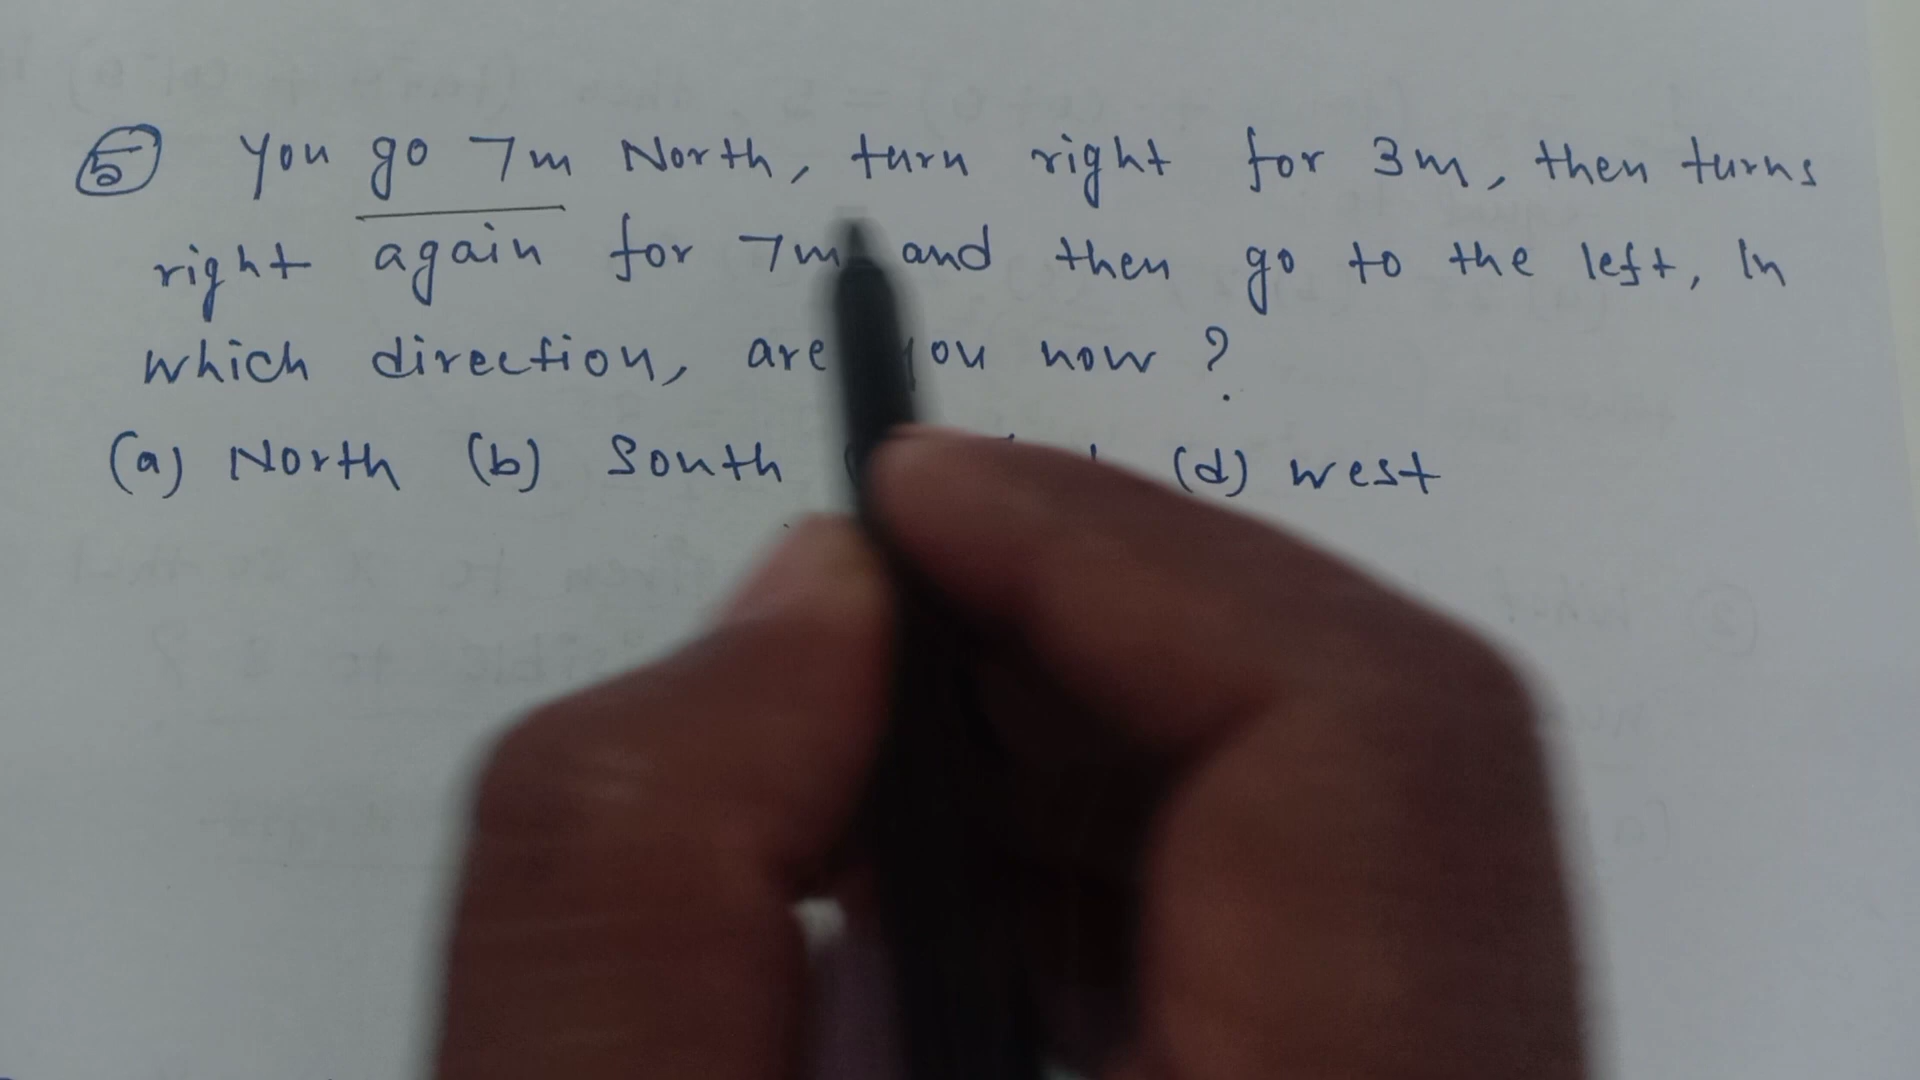 5 You go 7m North, turn right for 3m, then turns
right again for 7m and then go to the left, In
which direction, are you now ?
(a) North (b) South (d) west